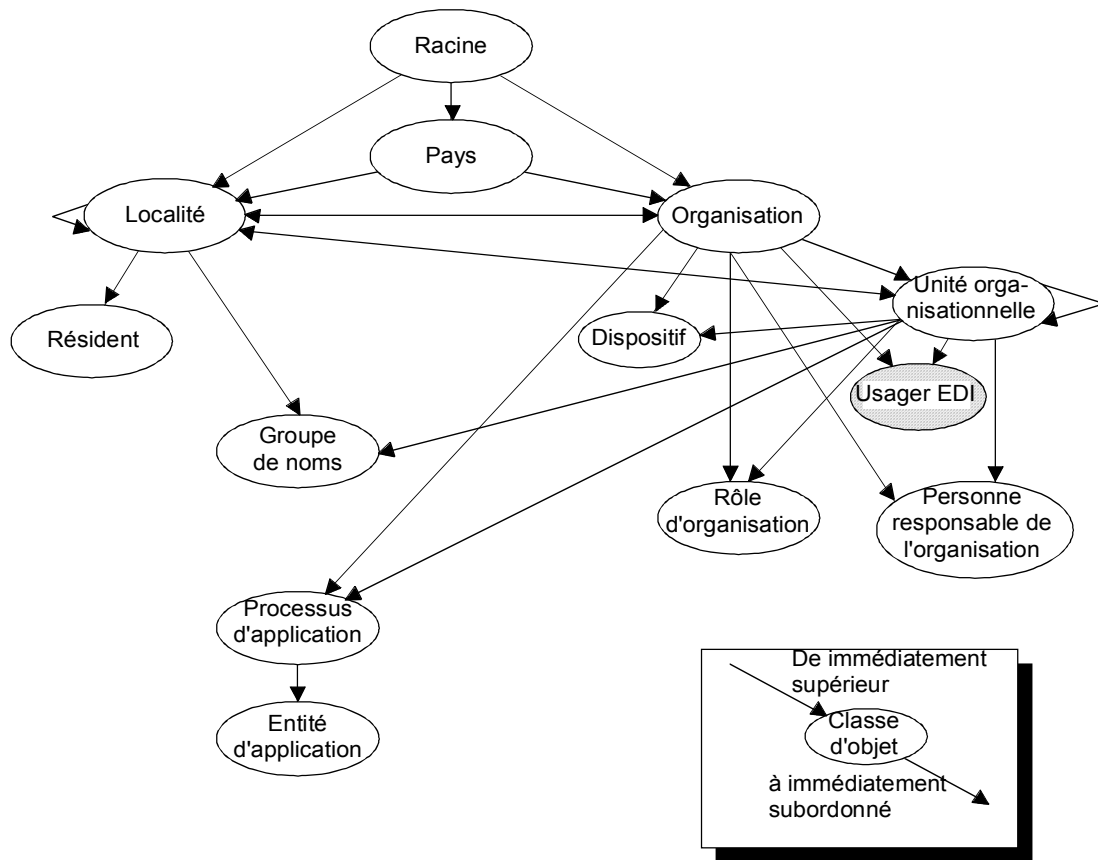 Racine
Pays
Localité
Organisation
Unité orga-
nisationnelle
Résident
Dispositif
Usager EDI
Groupe
de noms
Rôle
d'organisation
Personne
responsable de
l'organisation
Processus
d'application
Entité
d'application
De immédiatement
supérieur
Classe
d'objet
à immédiatement
subordonné